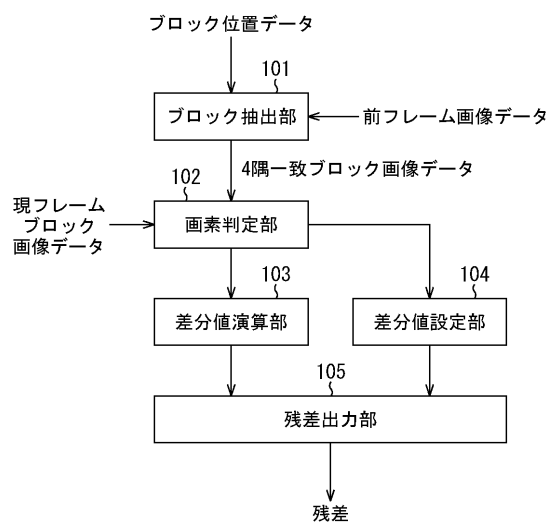 ブロック位置データ
101
ブロック抽出部
前フレーム画像データ
4隅一致ブロック画像データ
102
現フレーム
ブロック
画像データ
画素判定部
103
104
差分値演算部
差分値設定部
105
残差出力部
残差